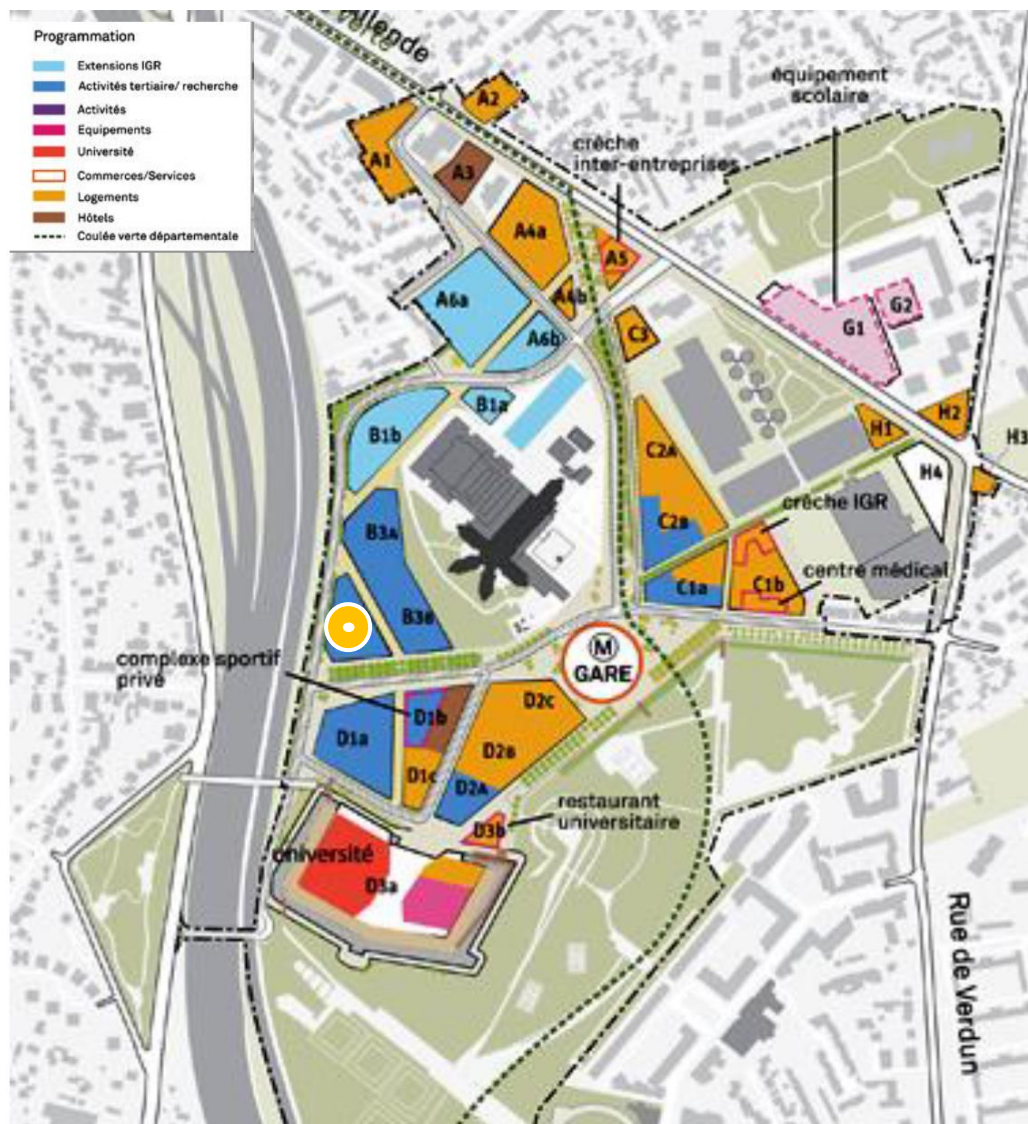 Programmation
Extensions IGR
Activités tertiaire/ recherche
Activités
Equipements
Université
Commerces/Services
Logements
Hôtels
Coulée verte départementale
Allende
équipement
scolaire
A2
crèche
inter-entreprises
A1
A3
A4a
A5
A6a
A4b
G2
G1
A6b
C3
B1a
H2
H1
H3
B1b
C2A
H4
crèche IGR
B3A
C2B
centre médical
C1a
C1b
B3B
complexe sportif
privé
M
GARE
D1b
D2c
D1a
D2B
D1c
D2A
restaurant
universitaire
D3b
université
D3a
Rue de Verdun